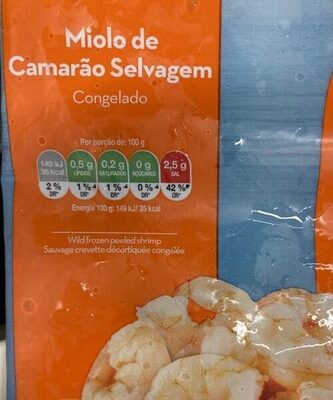 Miolo de
Camarão Selvagem
Congelado
Por porção de: 100 g
149 kJ 0,5 g 0,2 g 0 g 2,5 g
35 kcal LÍPIDOS SATURADOS AÇÚCARES SAL
2 % 1 % 1 % 0 % 42 %
DR* DR* DR* DR* DR*
Energia 100 g: 149 kJ/ 35 kcal
Wild frozen peeled shrimp
Sauvage crevette décortiquée congelée